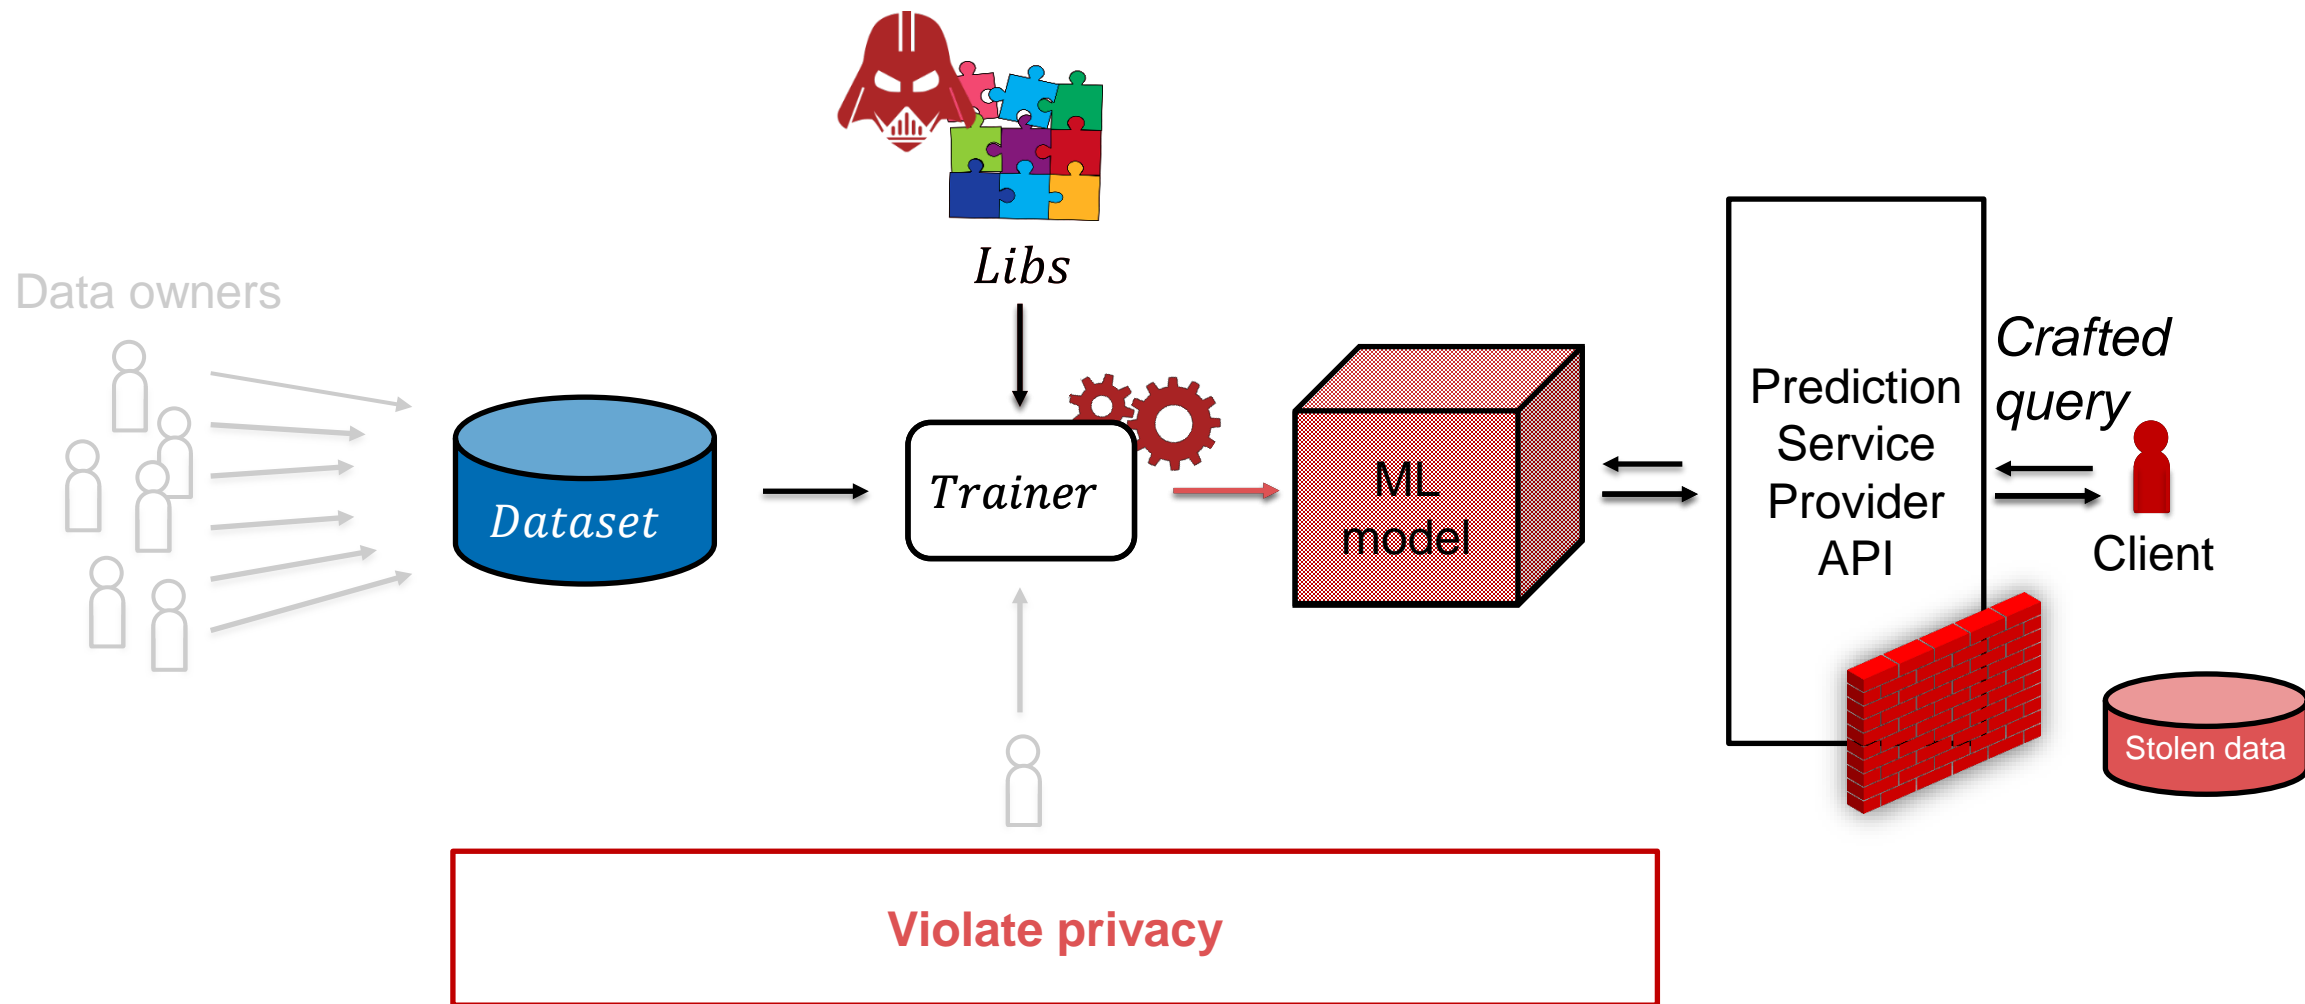 Libs
Data owners
Dataset
Trainer
ML
model
Prediction
Service
Provider
API
Crafted
query
Client
Stolen data
Violate privacy